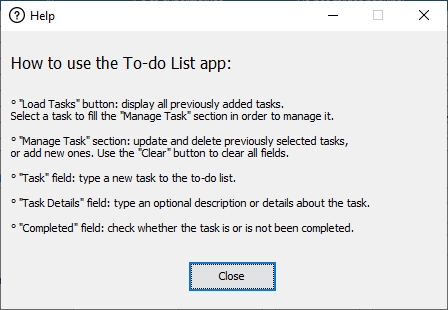 Help
How to use the To-do List app:
° "Load Tasks" button: display all previously added tasks.
Select a task to fill the "Manage Task" section in order to manage it.
° "Manage Task" section: update and delete previously selected tasks,
or add new ones. Use the "Clear" button to clear all fields.
° "Task" field: type a new task to the to-do list.
° "Task Details" field: type an optional description or details about the task.
° "Completed" field: check whether the task is or is not been completed.
Close